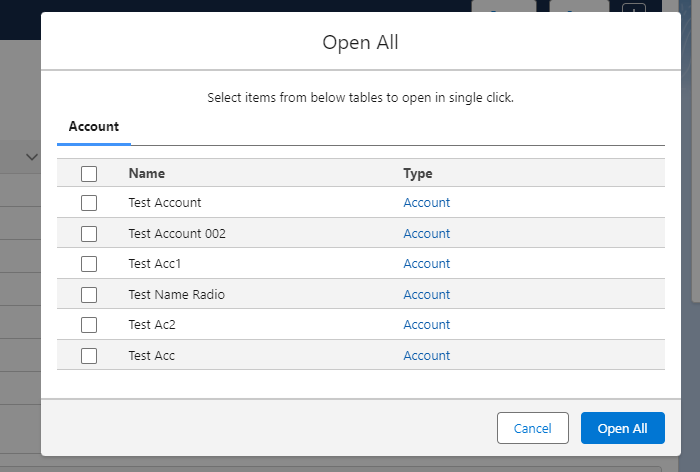 Open All
Select items from below tables to open in single click.
Account
Name Type
Test Account Account
Test Account 002 Account
Test Acc1 Account
Test Name Radio Account
Test Ac2 Account
Test Acc Account
Cancel Open All